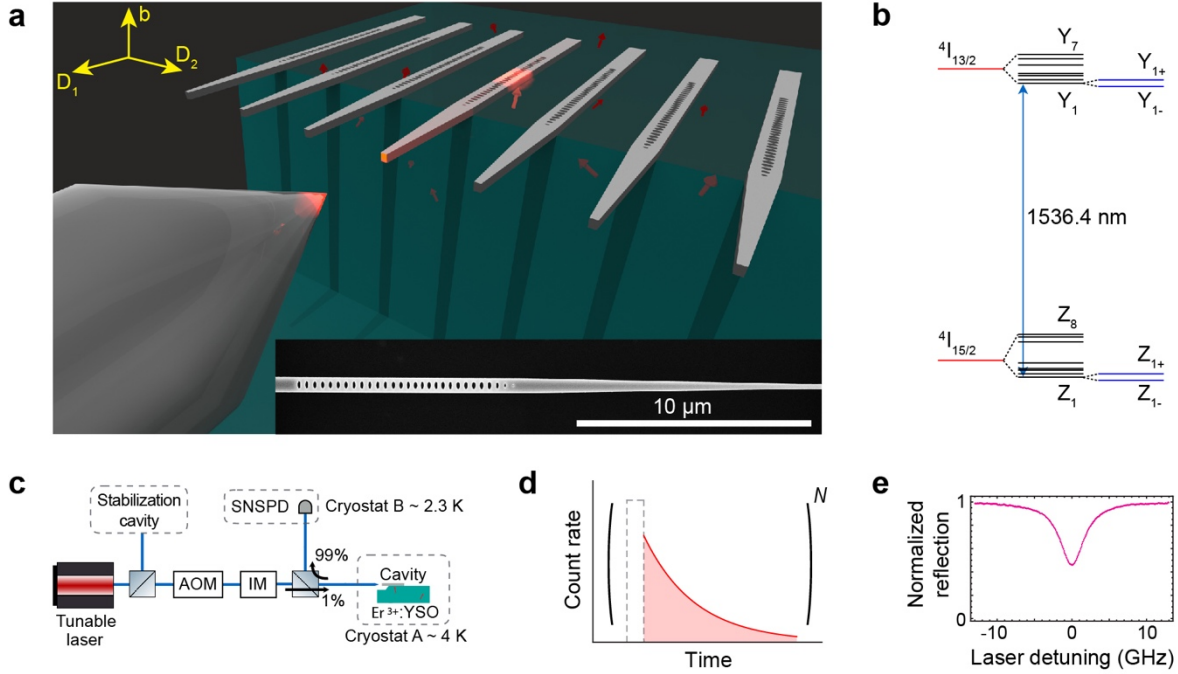 a
b
D₂
D₁
10 μm
b
⁴I₁₃/₂
Y₇
Y₁₊
Y₁
Y₁₋
1536.4 nm
⁴I₁₅/₂
Z₈
Z₁₊
Z₁
Z₁₋
c
Stabilization
cavity
SNSPD
Cryostat B ~ 2.3 K
99%
AOM
IM
1%
Cavity
Er ³⁺:YSO
Tunable
laser
Cryostat A ~ 4 K
d
N
Count rate
Time
e
Normalized
reflection
1
0
-10
0
10
Laser detuning (GHz)